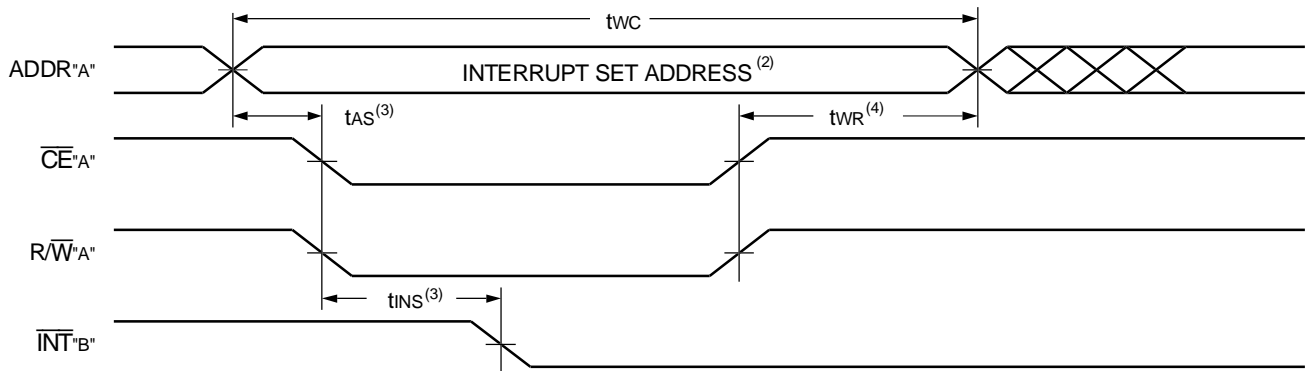 tWC
ADDR"A"
INTERRUPT SET ADDRESS (2)
tAS(3)
tWR(4)
CE"A"
R/W"A"
tINS(3)
INT"B"